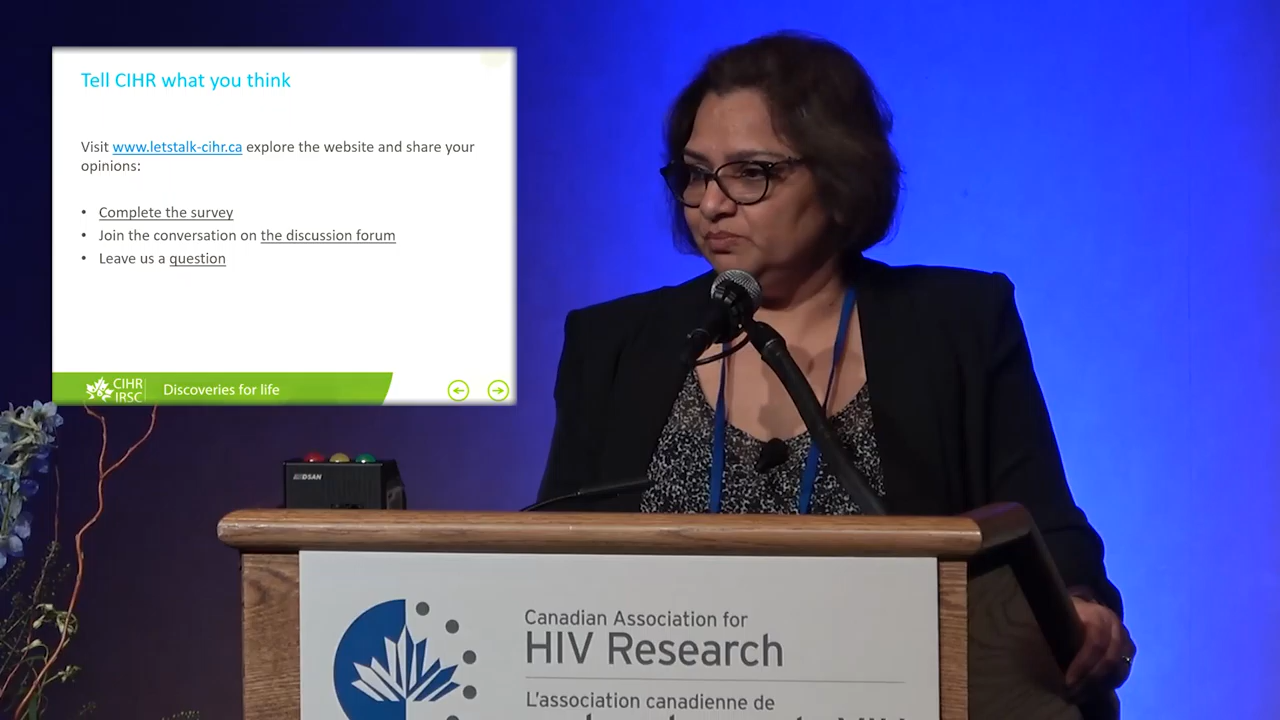 Tell CIHR what you think
Visit www.letstalk-cihr.ca explore the website and share your
opinions:
• Complete the survey
• Join the conversation on the discussion forum
• Leave us a question
CIHR
IRSC
Discoveries for life
DSAN
Canadian Association for
HIV Research
L'association canadienne de